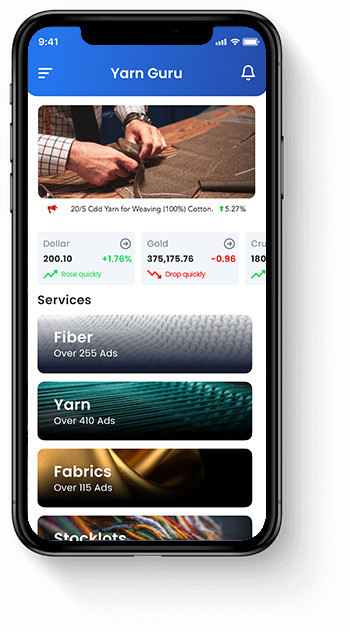 9:41
Yarn Guru
20/S Cdd Yarn for Weaving (100%) Cotton. 5.27%
Dollar
200.10 +1.76%
Rose quickly
Gold
375,175.76 -0.96
Drop quickly
Cru
180
Services
Fiber
Over 255 Ads
Yarn
Over 410 Ads
Fabrics
Over 115 Ads
Stocklots